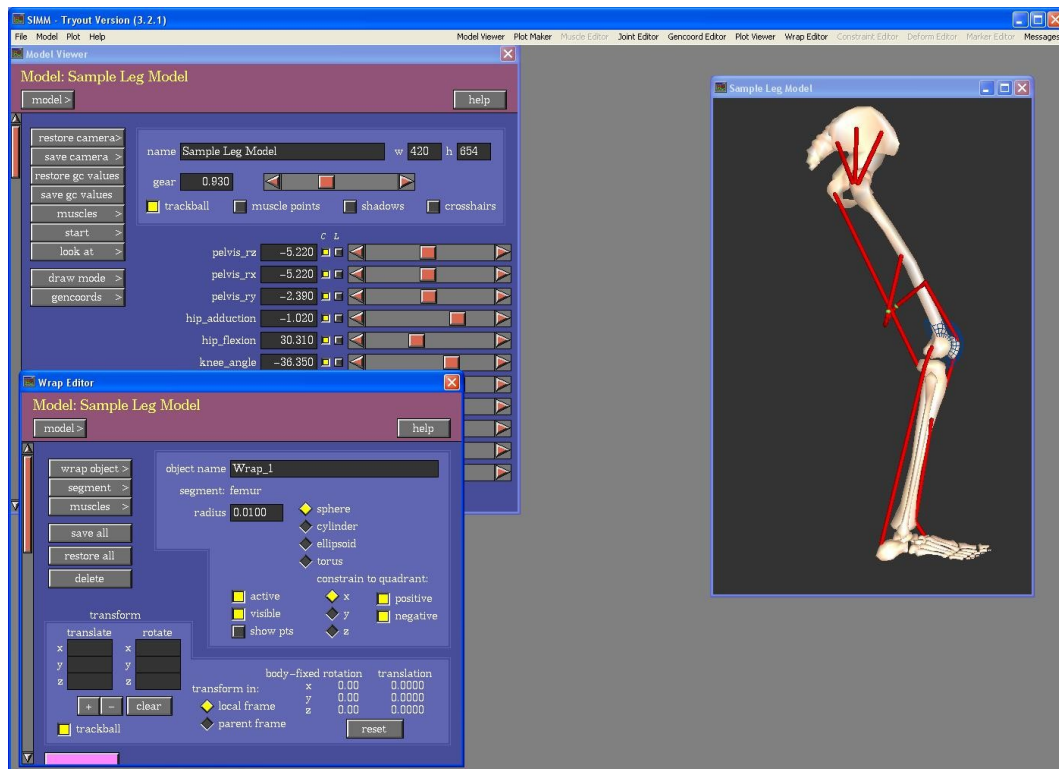 SIMM - Tryout Version (3.2.1)
File Model Plot Help Model Viewer Plot Maker Muscle Editor Joint Editor Gencoord Editor Plot Viewer Wrap Editor Constraint Editor Deform Editor Marker Editor Messages
Model Viewer
Model: Sample Leg Model
model > help
restore camera>
save camera >
restore gc values
save gc values
muscles >
start >
look at >
draw mode >
gencoords >
name Sample Leg Model w 420 h 654
gear 0.930
trackball muscle points shadows crosshairs
C L
pelvis_rz -5.220
pelvis_rx -5.220
pelvis_ry -2.390
hip_adduction -1.020
hip_flexion 30.310
knee_angle -36.350
Wrap Editor
Model: Sample Leg Model
model > help
wrap object >
segment >
muscles >
save all
restore all
delete
object name Wrap_1
segment: femur
radius 0.0100
sphere
cylinder
ellipsoid
torus
constrain to quadrant:
active x positive
visible y negative
show pts z
transform
translate rotate
x x
y y
z z
+ - clear
trackball
body-fixed rotation translation
transform in: x 0.00 0.0000
local frame y 0.00 0.0000
z 0.00 0.0000
parent frame reset
Sample Leg Model